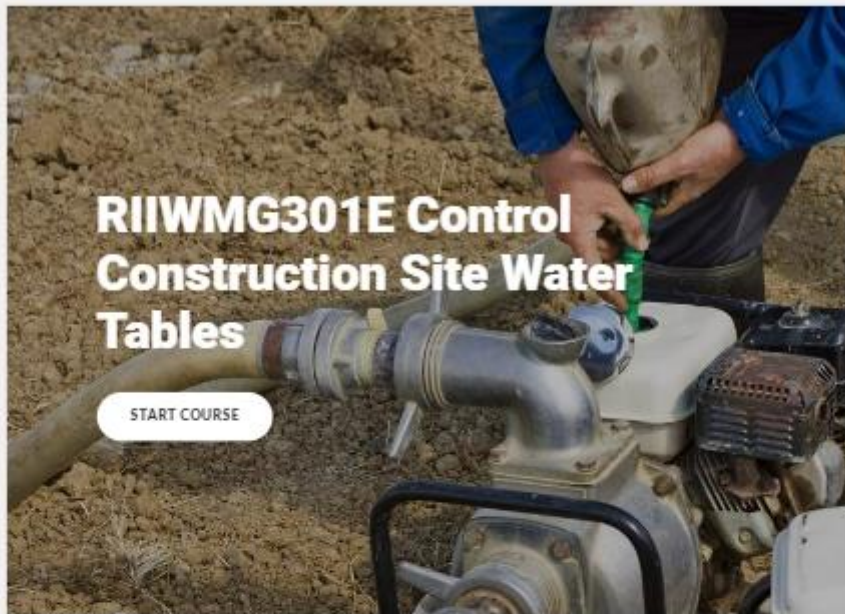 RIIWMG301E Control
Construction Site Water
Tables
START COURSE